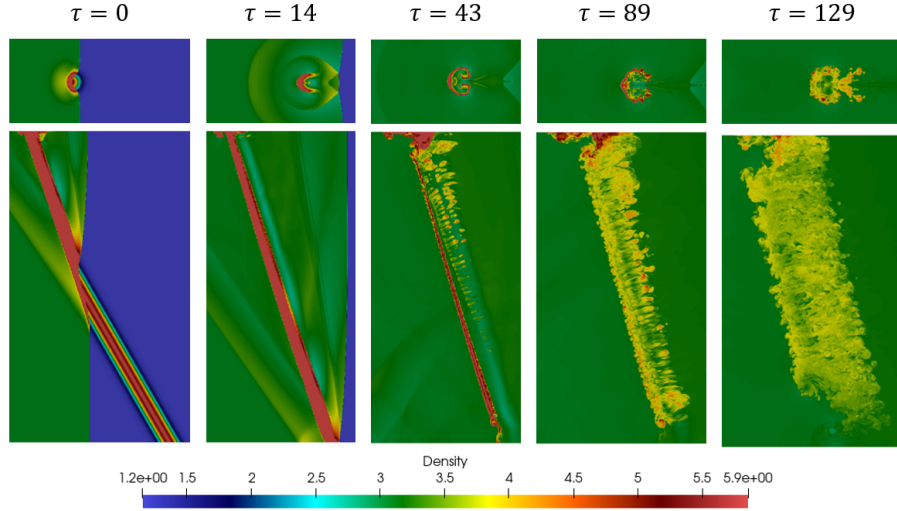 τ = 0 τ = 14 τ = 43 τ = 89 τ = 129
Density
1.2e+00 1.5 2 2.5 3 3.5 4 4.5 5 5.5 5.9e+00